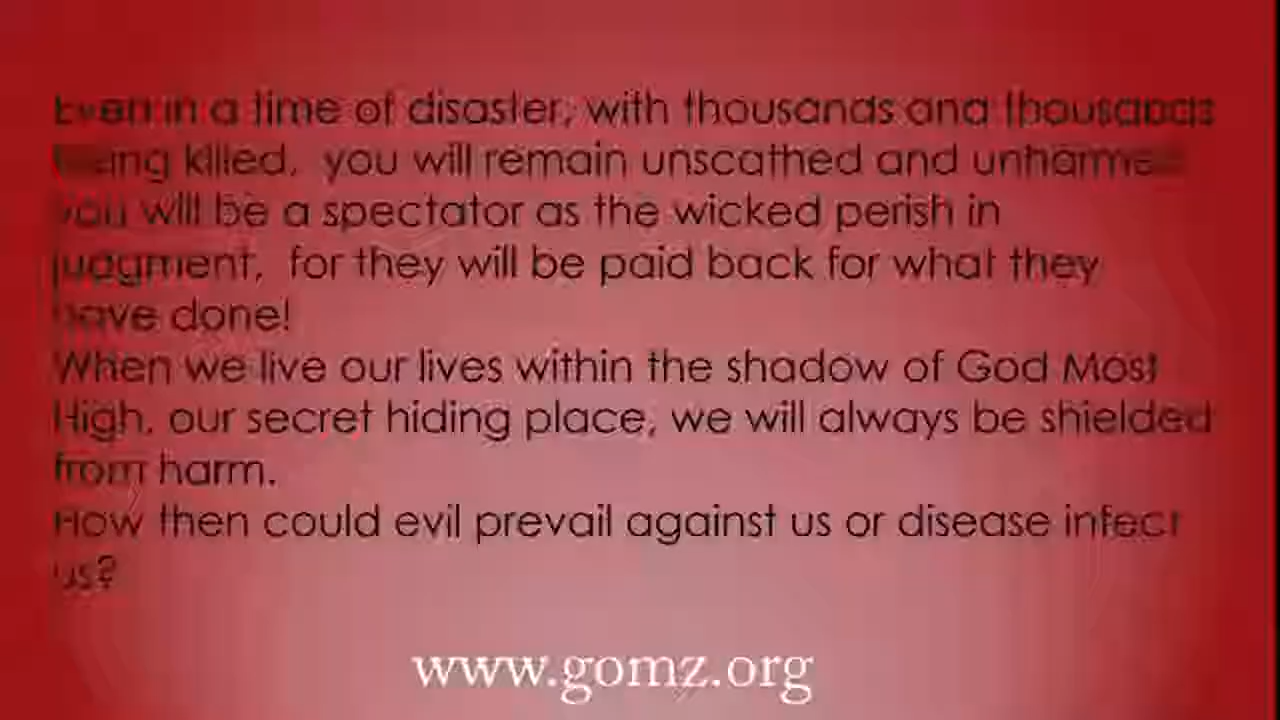 Even in a time of disaster, with thousands and thousands
being killed,  you will remain unscathed and unharmed
you will be a spectator as the wicked perish in
judgment,  for they will be paid back for what they
have done!
When we live our lives within the shadow of God Most
High, our secret hiding place, we will always be shielded
from harm.
How then could evil prevail against us or disease infect
us?
www.gomz.org